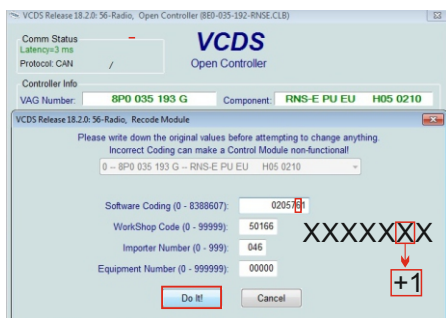 VCDS Release 18.2.0: 56-Radio, Open Controller (8E0-035-192-RNSE.CLB)
Comm Status
Latency=3 ms
Protocol: CAN /
VCDS
Open Controller
Controller Info
VAG Number: 8P0 035 193 G Component: RNS-E PU EU H05 0210
VCDS Release 18.2.0: 56-Radio, Recode Module
Please write down the original values before attempting to change anything.
Incorrect Coding can make a Control Module non-functional!
0 -- 8P0 035 193 G -- RNS-E PU EU H05 0210
Software Coding (0 - 8388607): 0205761
WorkShop Code (0 - 99999): 50166
XXXXXXX
Importer Number (0 - 999): 046
Equipment Number (0 - 999999): 00000
+1
Do It!
Cancel